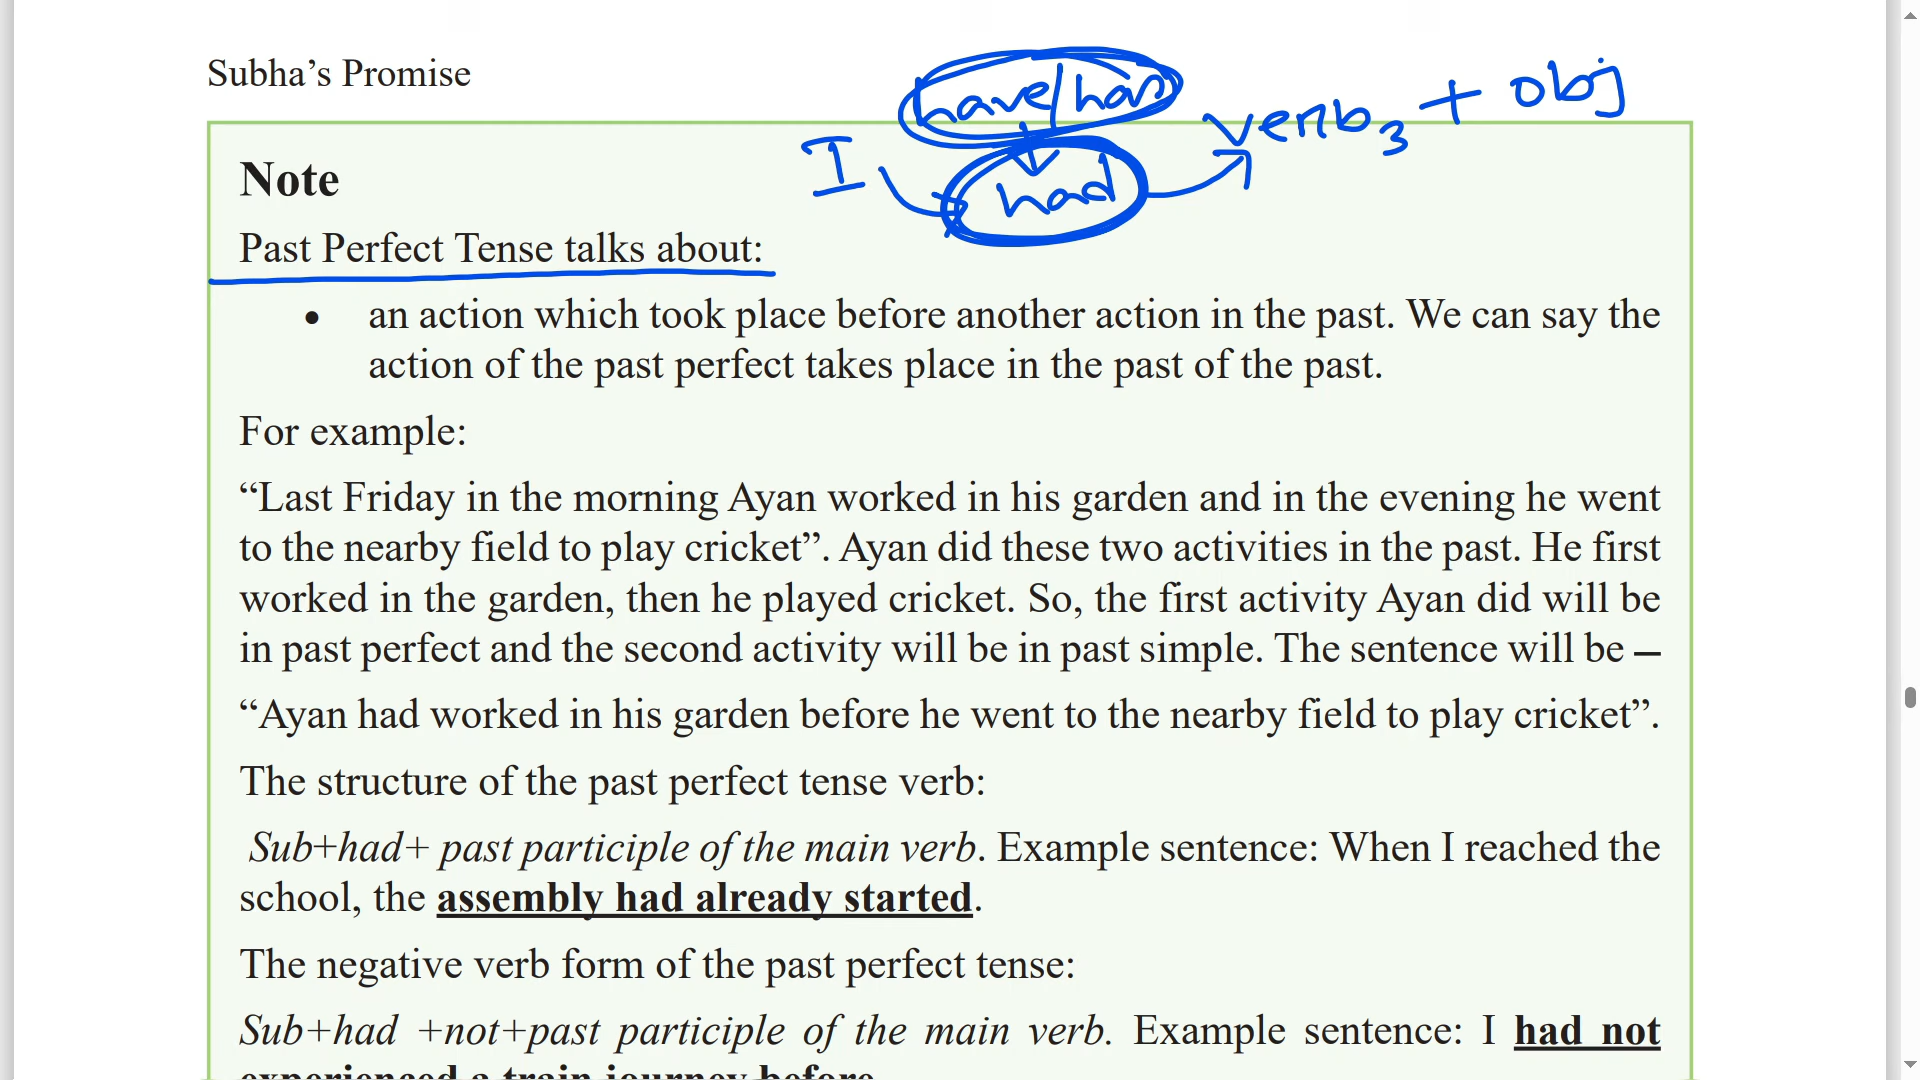 Subha’s Promise
have/has
I had verb3 + obj
Note
Past Perfect Tense talks about:
• an action which took place before another action in the past. We can say the
action of the past perfect takes place in the past of the past.
For example:
“Last Friday in the morning Ayan worked in his garden and in the evening he went
to the nearby field to play cricket”. Ayan did these two activities in the past. He first
worked in the garden, then he played cricket. So, the first activity Ayan did will be
in past perfect and the second activity will be in past simple. The sentence will be –
“Ayan had worked in his garden before he went to the nearby field to play cricket”.
The structure of the past perfect tense verb:
Sub+had+ past participle of the main verb. Example sentence: When I reached the
school, the assembly had already started.
The negative verb form of the past perfect tense:
Sub+had +not+past participle of the main verb. Example sentence: I had not
experienced a train journey before.